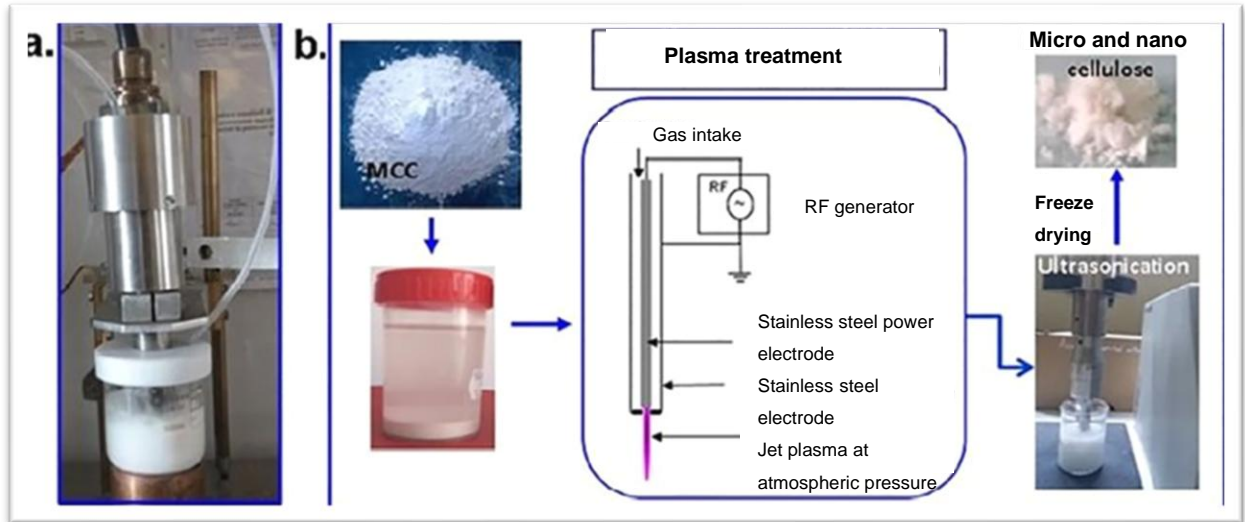 a.
b.
MCC
Plasma treatment
Gas intake
RF
~
RF generator
Stainless steel power
electrode
Stainless steel
electrode
Jet plasma at
atmospheric pressure
Micro and nano
cellulose
Freeze
drying
Ultrasonication